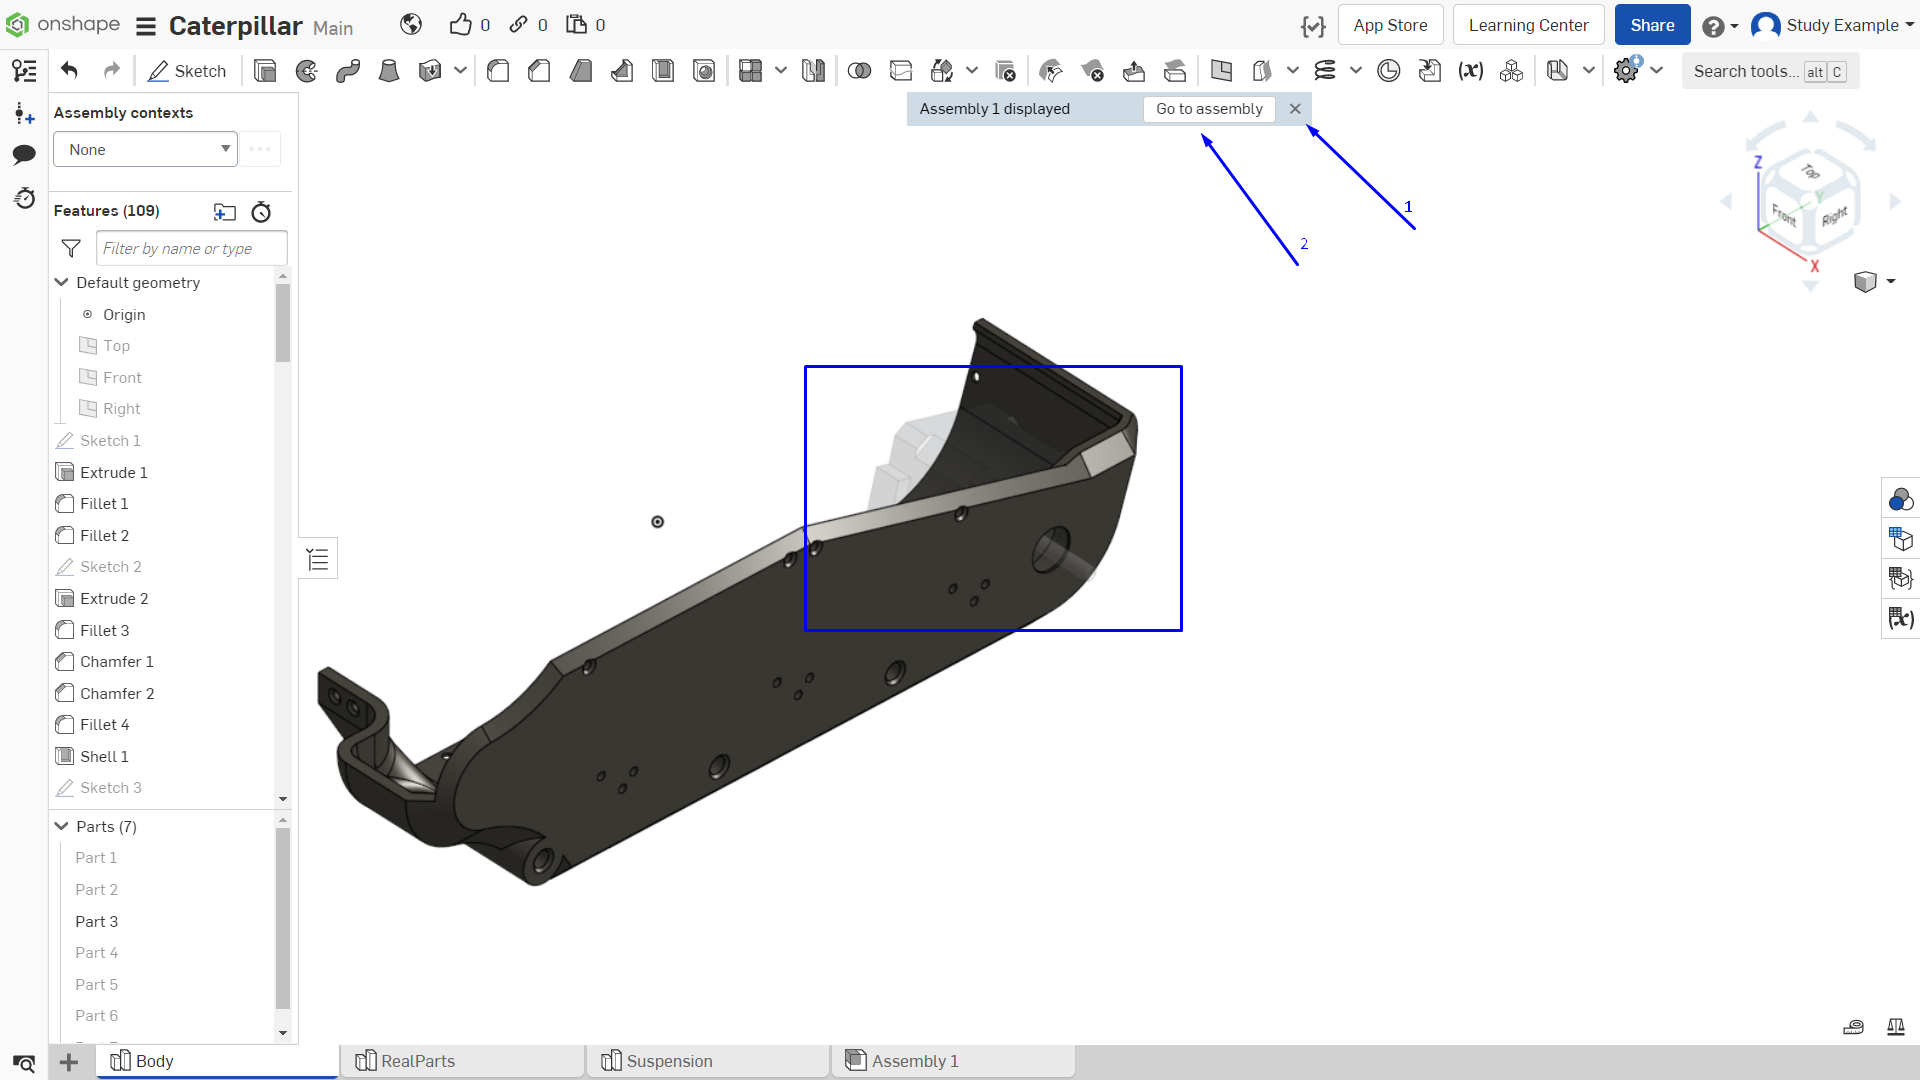 onshape
Caterpillar Main
0 0 0
App Store
Learning Center
Share
Study Example
Sketch
Search tools... alt C
Assembly contexts
None
Assembly 1 displayed
Go to assembly
1
2
Z
Top
Y
Front
Right
X
Features (109)
Filter by name or type
Default geometry
Origin
Top
Front
Right
Sketch 1
Extrude 1
Fillet 1
Fillet 2
Sketch 2
Extrude 2
Fillet 3
Chamfer 1
Chamfer 2
Fillet 4
Shell 1
Sketch 3
Parts (7)
Part 1
Part 2
Part 3
Part 4
Part 5
Part 6
Body
RealParts
Suspension
Assembly 1